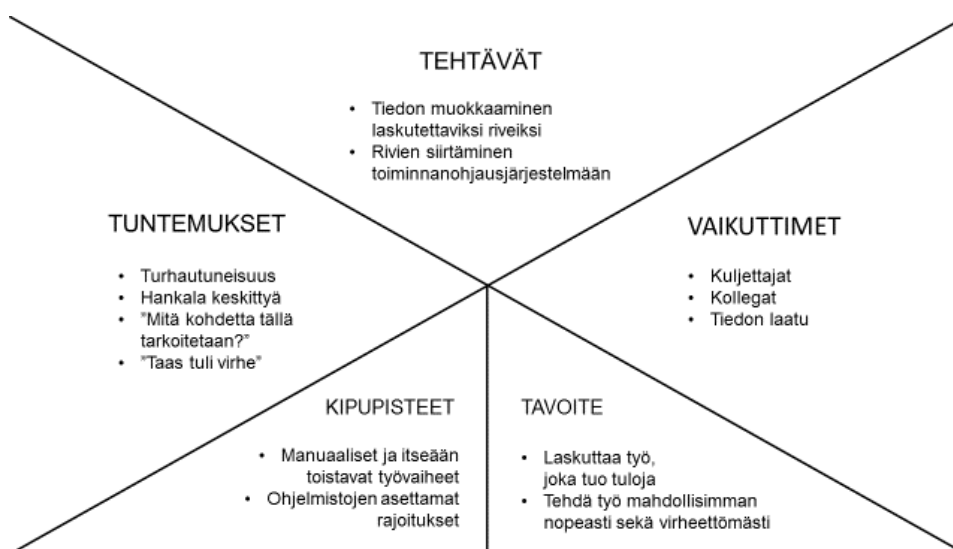 TEHTÄVÄT
• Tiedon muokkaaminen
laskutettaviksi riveiksi
• Rivien siirtäminen
toiminnanohjausjärjestelmään
TUNTEMUKSET
• Turhautuneisuus
• Hankala keskittyä
• ”Mitä kohdetta tällä
tarkoitetaan?”
• ”Taas tuli virhe”
VAIKUTTIMET
• Kuljettajat
• Kollegat
• Tiedon laatu
KIPUPISTEET
• Manuaaliset ja itseään
toistavat työvaiheet
• Ohjelmistojen asettamat
rajoitukset
TAVOITE
• Laskuttaa työ,
joka tuo tuloja
• Tehdä työ mahdollisimman
nopeasti sekä virheettömästi